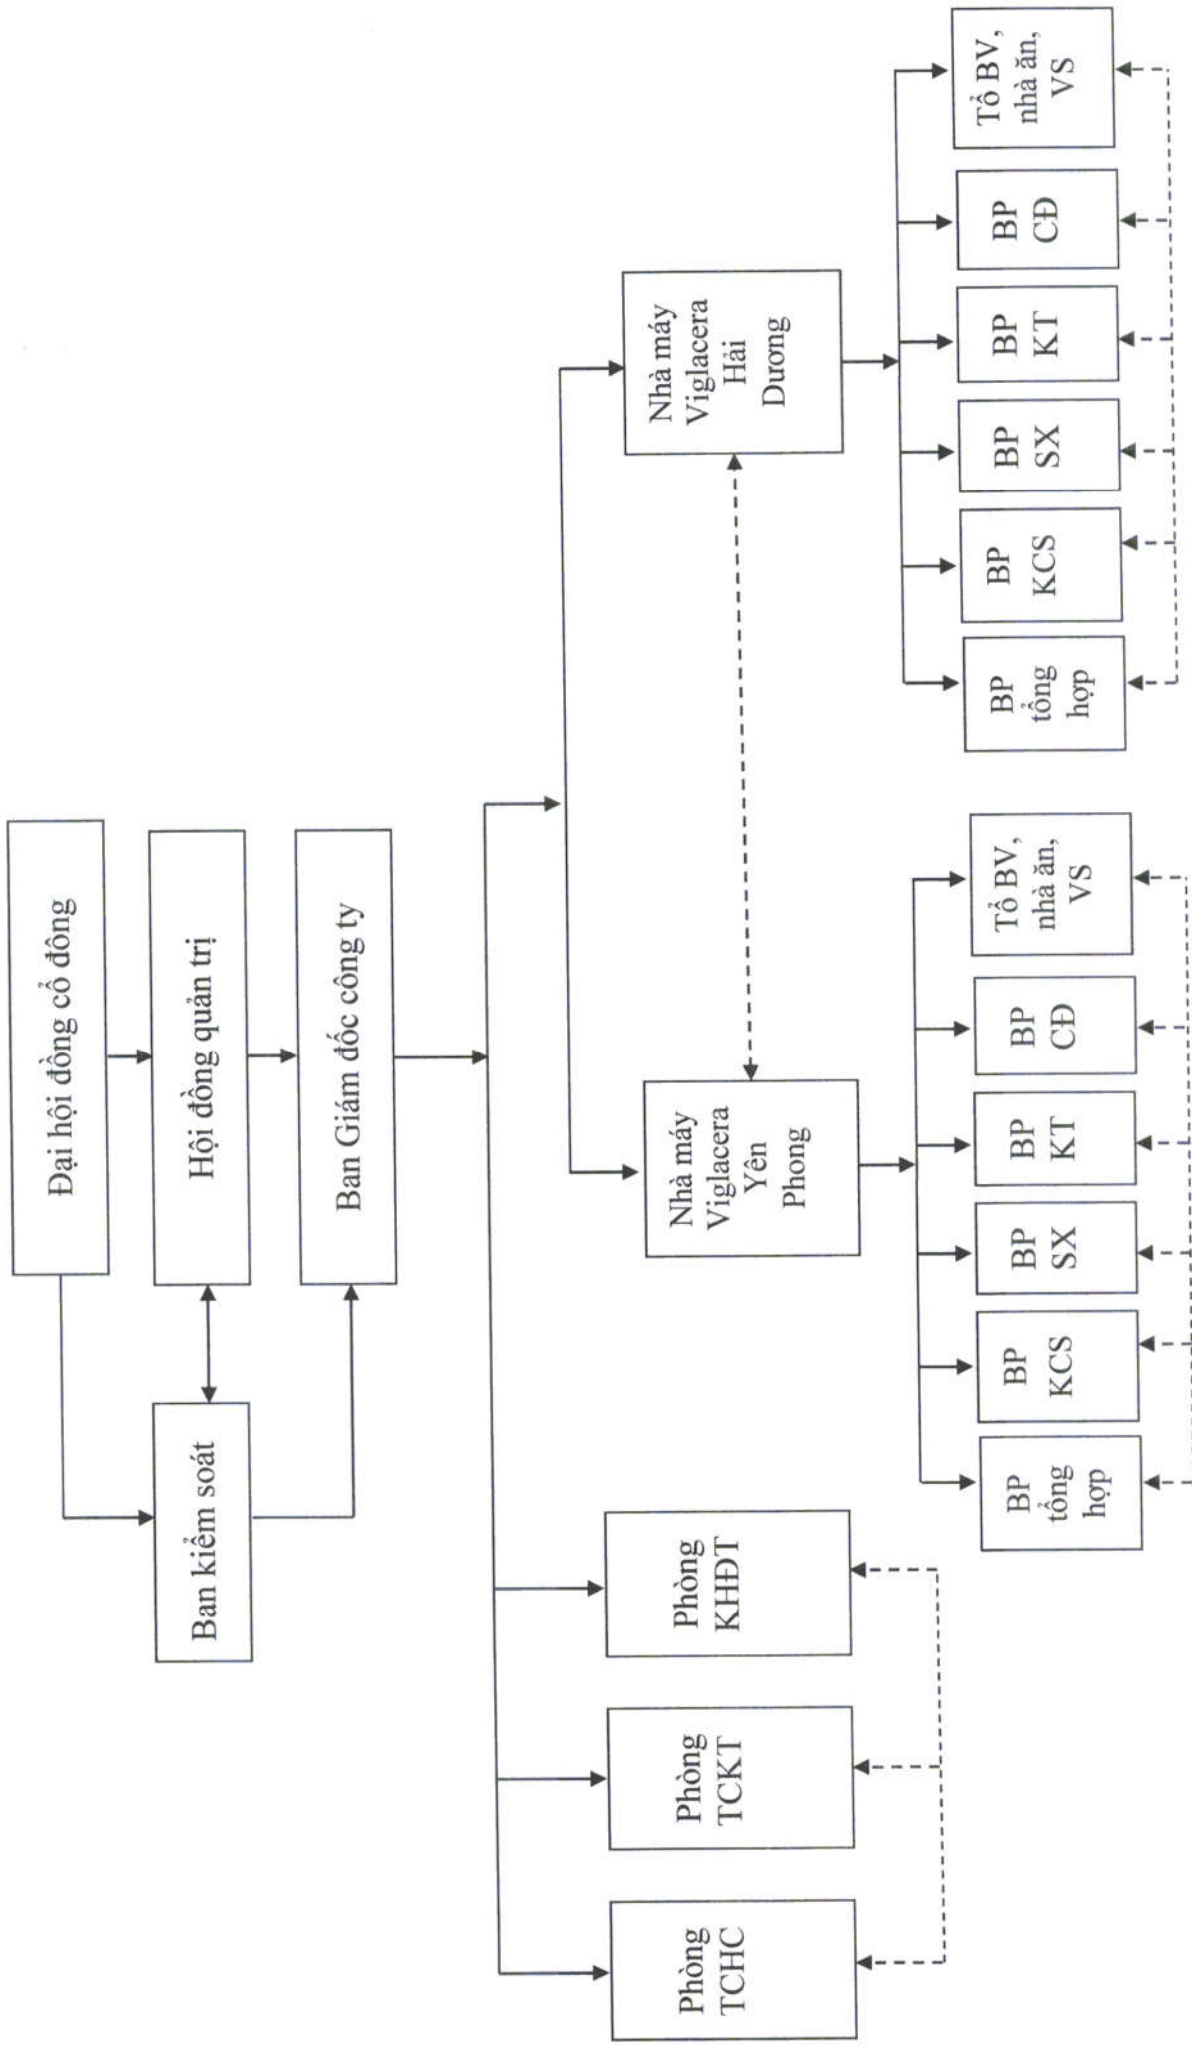 Đại hội đồng cổ đông
Ban kiểm soát
Hội đồng quản trị
Ban Giám đốc công ty
Phòng
TCHC
Phòng
TCKT
Phòng
KHĐT
Nhà máy
Viglacera
Yên
Phong
Nhà máy
Viglacera
Hải
Dương
BP
tổng
hợp
BP
KCS
BP
SX
BP
KT
BP
CĐ
Tổ BV,
nhà ăn,
VS
BP
tổng
hợp
BP
KCS
BP
SX
BP
KT
BP
CĐ
Tổ BV,
nhà ăn,
VS